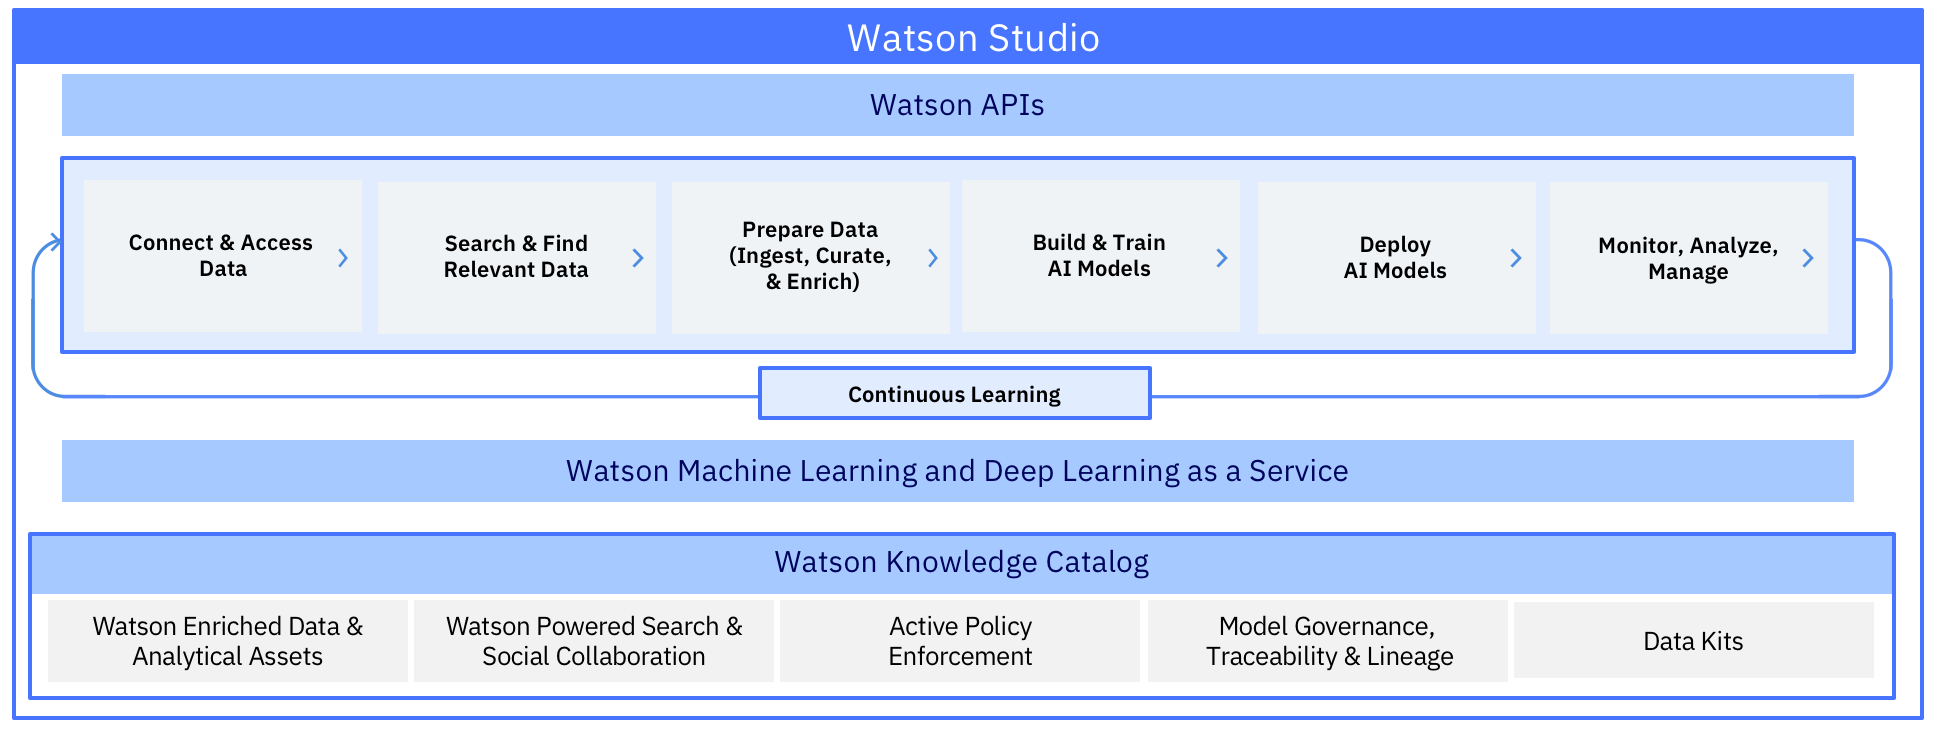 Watson Studio
Watson APIs
Connect & Access
Data
Search & Find
Relevant Data
Prepare Data
(Ingest, Curate,
& Enrich)
Build & Train
AI Models
Deploy
AI Models
Monitor, Analyze,
Manage
Continuous Learning
Watson Machine Learning and Deep Learning as a Service
Watson Knowledge Catalog
Watson Enriched Data &
Analytical Assets
Watson Powered Search &
Social Collaboration
Active Policy
Enforcement
Model Governance,
Traceability & Lineage
Data Kits